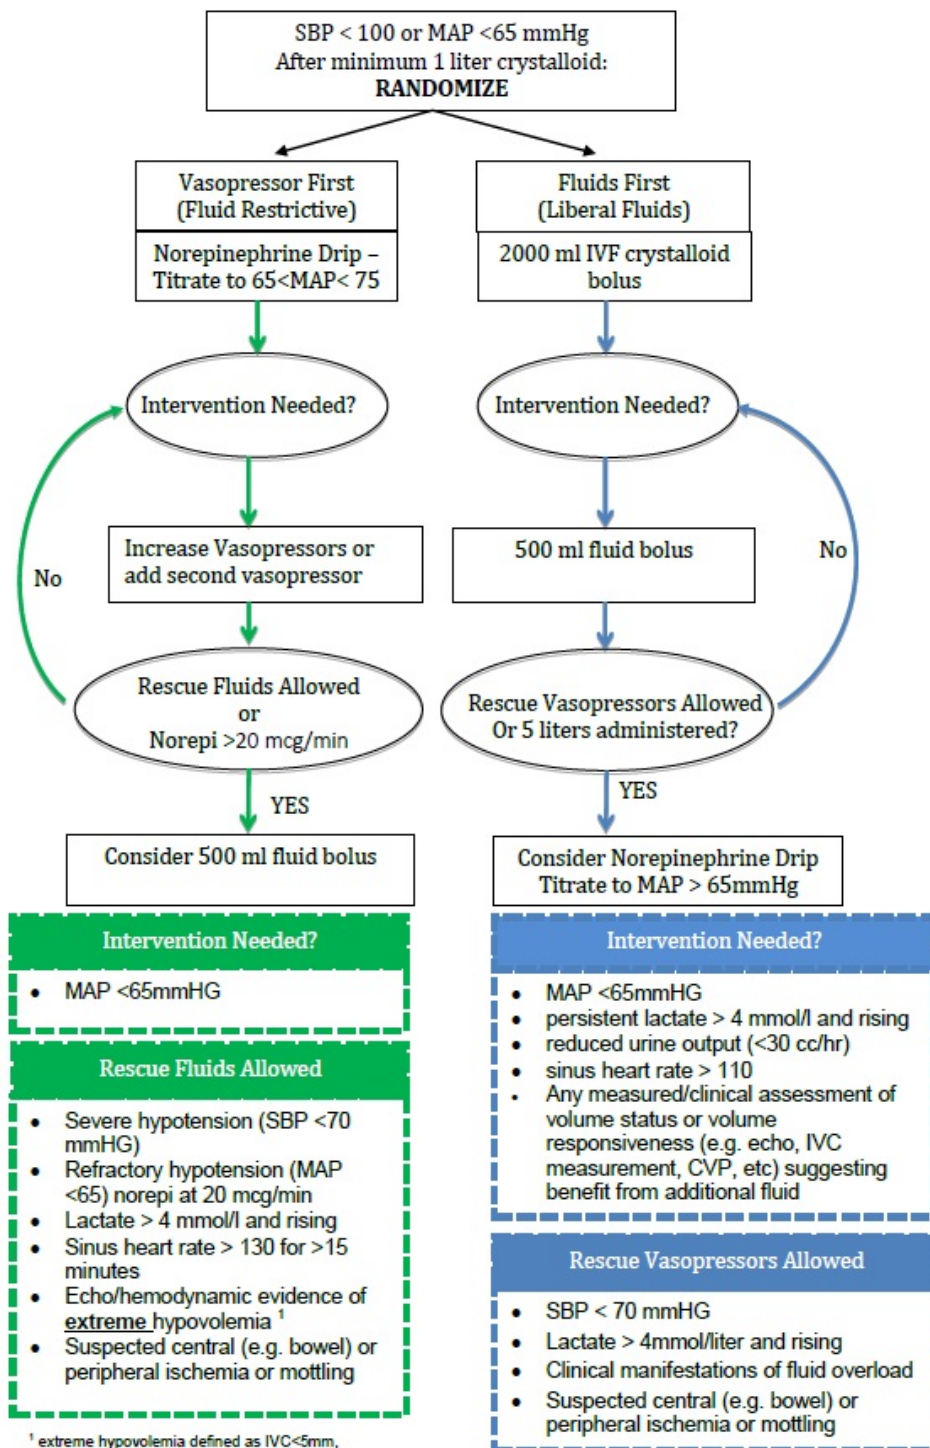 SBP < 100 or MAP <65 mmHg
After minimum 1 liter crystalloid:
RANDOMIZE
Vasopressor First
(Fluid Restrictive)
Norepinephrine Drip –
Titrate to 65<MAP< 75
Fluids First
(Liberal Fluids)
2000 ml IVF crystalloid
bolus
Intervention Needed?
Intervention Needed?
Increase Vasopressors or
add second vasopressor
500 ml fluid bolus
No
No
Rescue Fluids Allowed
or
Norepi >20 mcg/min
Rescue Vasopressors Allowed
Or 5 liters administered?
YES
YES
Consider 500 ml fluid bolus
Consider Norepinephrine Drip
Titrate to MAP > 65mmHg
Intervention Needed?
• MAP <65mmHG
Rescue Fluids Allowed
• Severe hypotension (SBP <70
mmHG)
• Refractory hypotension (MAP
<65) norepi at 20 mcg/min
• Lactate > 4 mmol/l and rising
• Sinus heart rate > 130 for >15
minutes
• Echo/hemodynamic evidence of
extreme hypovolemia ¹
• Suspected central (e.g. bowel) or
peripheral ischemia or mottling
¹ extreme hypovolemia defined as IVC<5mm,
Intervention Needed?
• MAP <65mmHG
• persistent lactate > 4 mmol/l and rising
• reduced urine output (<30 cc/hr)
• sinus heart rate > 110
• Any measured/clinical assessment of
volume status or volume
responsiveness (e.g. echo, IVC
measurement, CVP, etc) suggesting
benefit from additional fluid
Rescue Vasopressors Allowed
• SBP < 70 mmHG
• Lactate > 4mmol/liter and rising
• Clinical manifestations of fluid overload
• Suspected central (e.g. bowel) or
peripheral ischemia or mottling